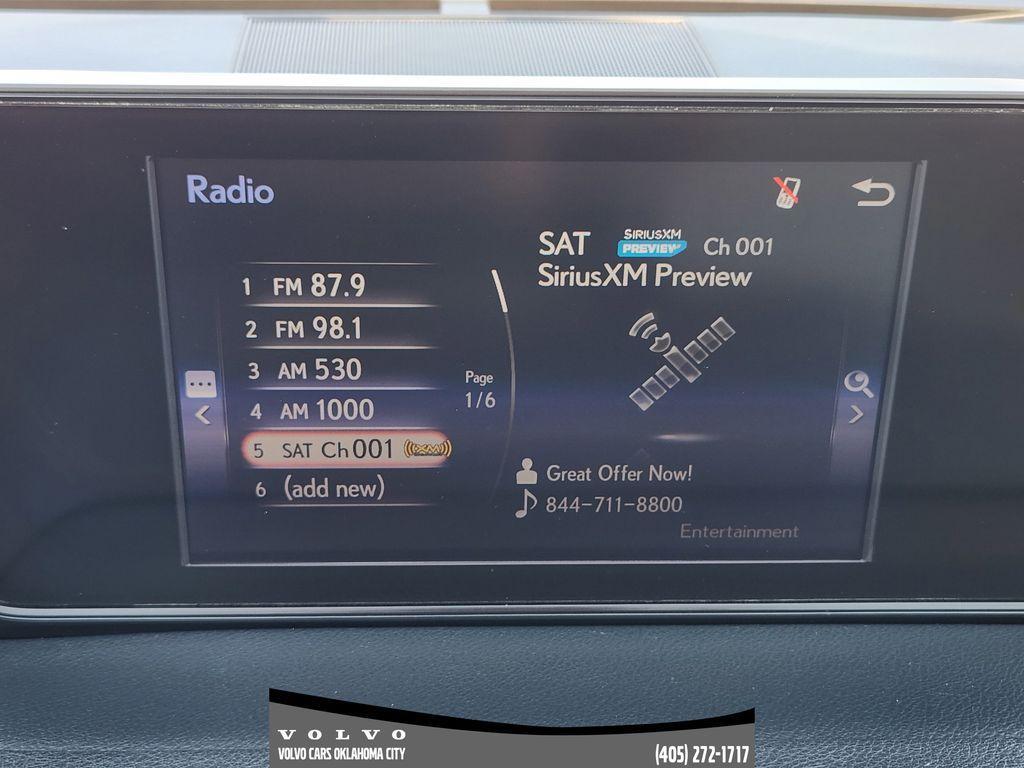 Radio
SAT SIRIUSXM PREVIEW Ch 001
SiriusXM Preview
1 FM 87.9
2 FM 98.1
3 AM 530
4 AM 1000
5 SAT Ch 001 ((XM))
6 (add new)
Page
1/6
Great Offer Now!
844-711-8800
Entertainment
VOLVO
VOLVO CARS OKLAHOMA CITY
(405) 272-1717